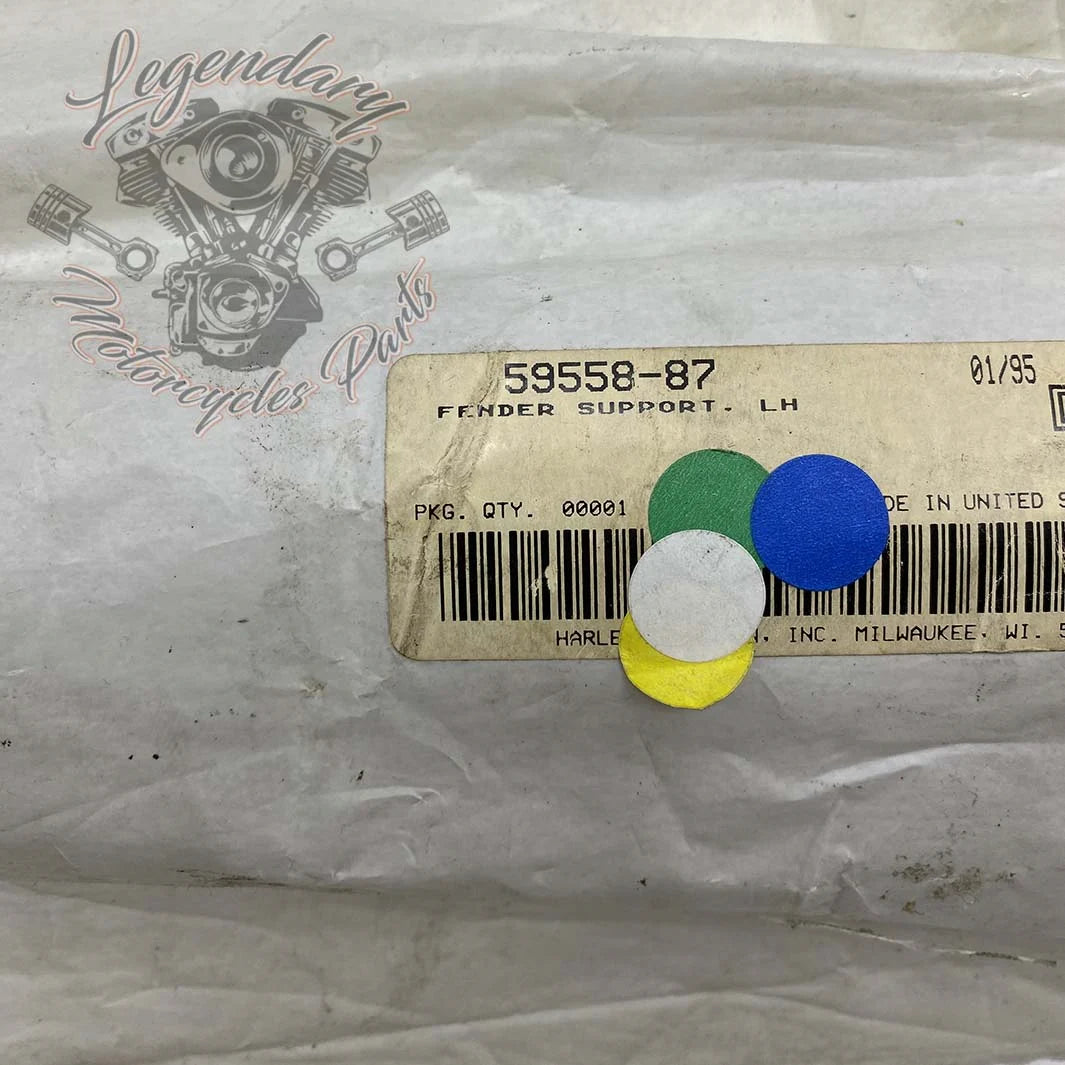 Legendary
Motorcycles Parts
59558-87 01/95
FENDER SUPPORT, LH
PKG. QTY. 00001 DE IN UNITED S
HARLE N, INC. MILWAUKEE, WI. 5